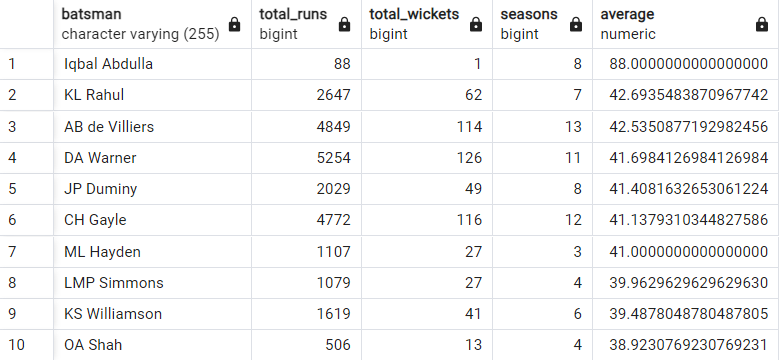 batsman total_runs total_wickets seasons average
character varying (255) bigint bigint bigint numeric
1 Iqbal Abdulla 88 1 8 88.0000000000000000
2 KL Rahul 2647 62 7 42.6935483870967742
3 AB de Villiers 4849 114 13 42.5350877192982456
4 DA Warner 5254 126 11 41.6984126984126984
5 JP Duminy 2029 49 8 41.4081632653061224
6 CH Gayle 4772 116 12 41.1379310344827586
7 ML Hayden 1107 27 3 41.0000000000000000
8 LMP Simmons 1079 27 4 39.9629629629629630
9 KS Williamson 1619 41 6 39.4878048780487805
10 OA Shah 506 13 4 38.9230769230769231